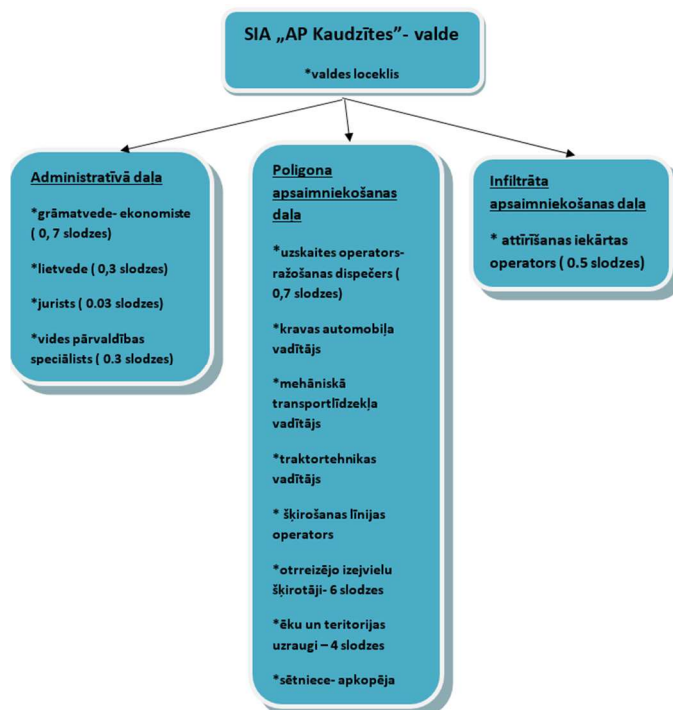 SIA „AP Kaudzītes”- valde
*valdes loceklis
Administratīvā daļa
*grāmatvede- ekonomiste
( 0, 7 slodzes)
*lietvede ( 0,3 slodzes)
*jurists ( 0.03 slodzes)
*vides pārvaldības
speciālists ( 0.3 slodzes)
Poligona
apsaimniekošanas
daļa
*uzskaites operators-
ražošanas dispečers (
0,7 slodzes)
*kravas automobiļa
vadītājs
*mehāniskā
transportlīdzekļa
vadītājs
*traktortehnikas
vadītājs
* šķirošanas līnijas
operators
*otrreizējo izejvielu
šķirotāji- 6 slodzes
*ēku un teritorijas
uzraugi – 4 slodzes
*sētniece- apkopēja
Infiltrāta
apsaimniekošanas daļa
* attīrīšanas iekārtas
operators ( 0.5 slodzes)